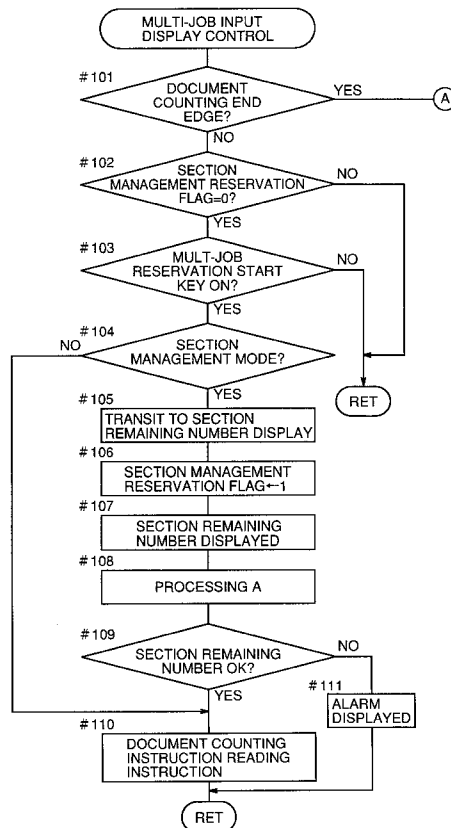 MULTI-JOB INPUT
DISPLAY CONTROL
#101
DOCUMENT
COUNTING END
EDGE?
YES
A
NO
#102
SECTION
MANAGEMENT RESERVATION
FLAG=0?
NO
YES
#103
MULT-JOB
RESERVATION START
KEY ON?
NO
YES
#104
NO
SECTION
MANAGEMENT MODE?
RET
YES
#105
TRANSIT TO SECTION
REMAINING NUMBER DISPLAY
#106
SECTION MANAGEMENT
RESERVATION FLAG←1
#107
SECTION REMAINING
NUMBER DISPLAYED
#108
PROCESSING A
#109
SECTION REMAINING
NUMBER OK?
NO
YES
#111
ALARM
DISPLAYED
#110
DOCUMENT COUNTING
INSTRUCTION READING
INSTRUCTION
RET